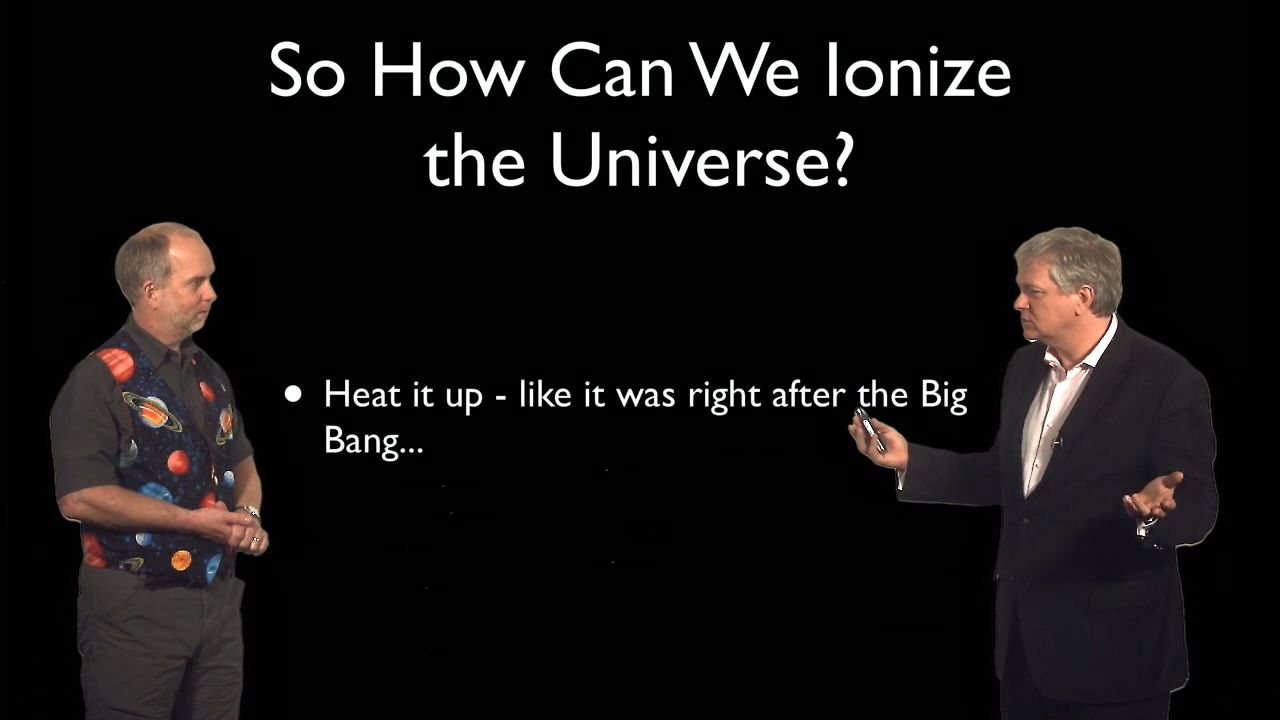 So How Can We Ionize
the Universe?
• Heat it up - like it was right after the Big
Bang...